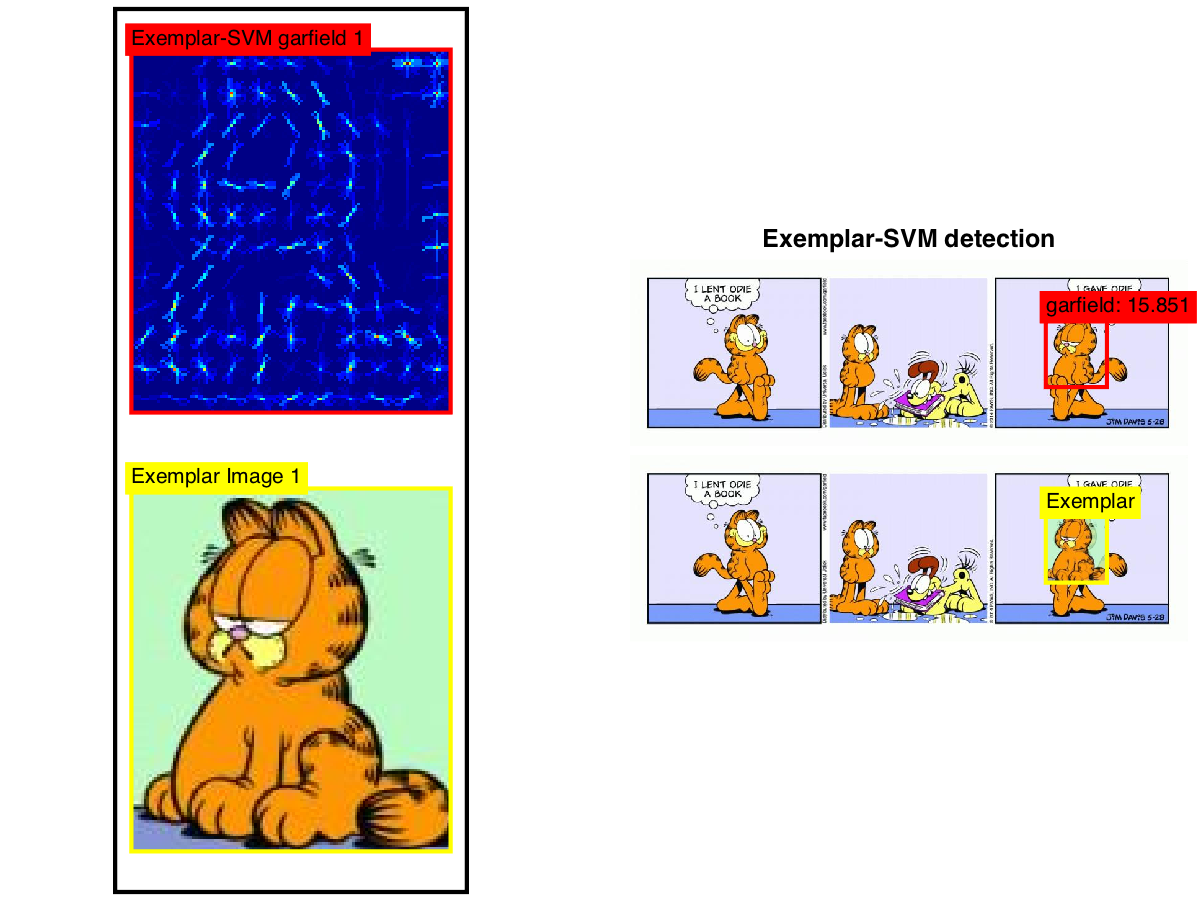 Exemplar-SVM garfield 1
Exemplar Image 1
Exemplar-SVM detection
I LENT ODIE
A BOOK
I GAVE ODIE
garfield: 15.851
JIM DAVIS 5-28
I LENT ODIE
A BOOK
I GAVE ODIE
Exemplar
JIM DAVIS 5-28